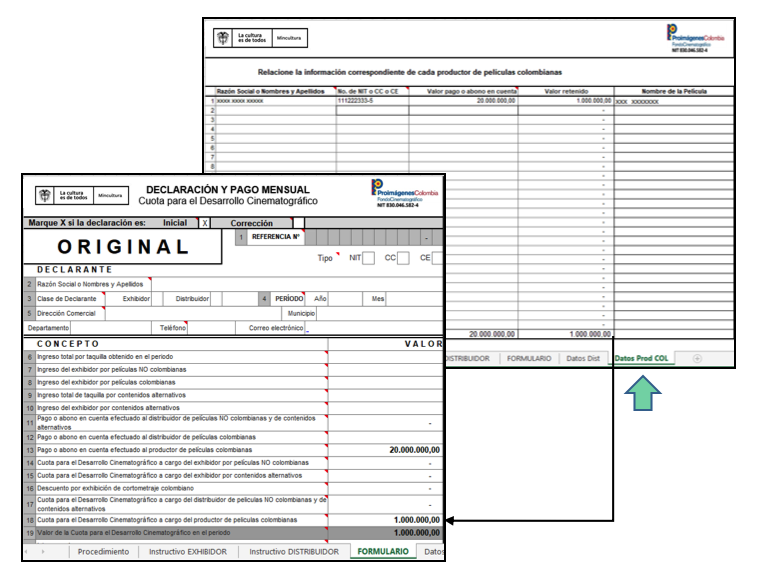 La cultura
es de todos
Mincultura
ProimágenesColombia
FondoCinematográfico
NIT 830.046.582-4
Relacione la información correspondiente de cada productor de películas colombianas
Razón Social o Nombres y Apellidos No. de NIT o CC o CE Valor pago o abono en cuenta Valor retenido Nombre de la Película
1 xxxx xxxx xxxxx 111222333-5 20.000.000,00 1.000.000,00 xxx xxxxxxx
2 -
3 -
4 -
5 -
6 -
7 -
8 -
20.000.000,00 1.000.000,00
ISTRIBUIDOR FORMULARIO Datos Dist Datos Prod COL
La cultura
es de todos
Mincultura
DECLARACIÓN Y PAGO MENSUAL
Cuota para el Desarrollo Cinematográfico
ProimágenesColombia
FondoCinematográfico
NIT 830.046.582-4
Marque X si la declaración es: Inicial X Corrección
ORIGINAL
1 REFERENCIA N° -
Tipo NIT CC CE
DECLARANTE
2 Razón Social o Nombres y Apellidos
3 Clase de Declarante Exhibidor Distribuidor 4 PERÍODO Año Mes
5 Dirección Comercial Municipio
Departamento Teléfono Correo electrónico _
CONCEPTO VALOR
6 Ingreso total por taquilla obtenido en el periodo
7 Ingreso del exhibidor por películas NO colombianas
8 Ingreso del exhibidor por películas colombianas
9 Ingreso total de taquilla por contenidos alternativos
10 Ingreso del exhibidor por contenidos alternativos
11 Pago o abono en cuenta efectuado al distribuidor de películas NO colombianas y de contenidos
alternativos -
12 Pago o abono en cuenta efectuado al distribuidor de películas colombianas
13 Pago o abono en cuenta efectuado al productor de películas colombianas 20.000.000,00
14 Cuota para el Desarrollo Cinematográfico a cargo del exhibidor por películas NO colombianas -
15 Cuota para el Desarrollo Cinematográfico a cargo del exhibidor por contenidos alternativos -
16 Descuento por exhibición de cortometraje colombiano -
17 Cuota para el Desarrollo Cinematográfico a cargo del distribuidor de películas NO colombianas y de
contenidos alternativos -
18 Cuota para el Desarrollo Cinematográfico a cargo del productor de películas colombianas 1.000.000,00
19 Valor de la Cuota para el Desarrollo Cinematográfico en el periodo 1.000.000,00
Procedimiento Instructivo EXHIBIDOR Instructivo DISTRIBUIDOR FORMULARIO Datos